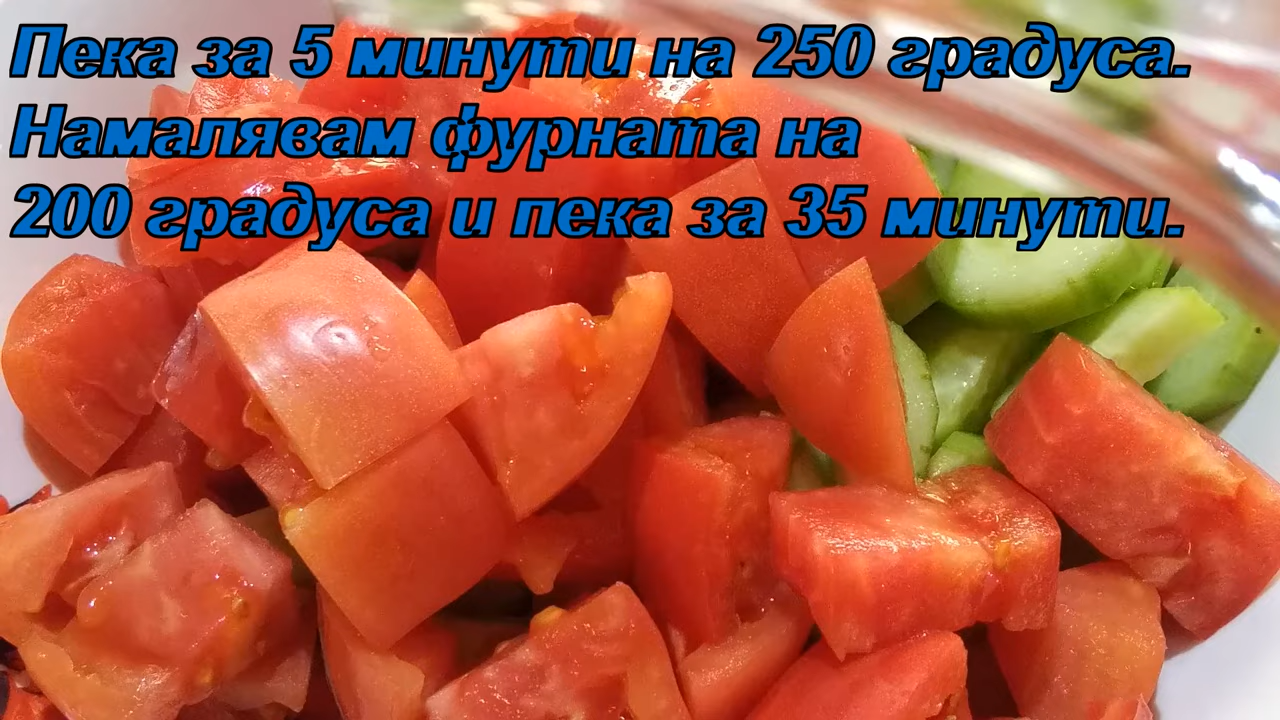 Пека за 5 минути на 250 градуса.
Намалявам фурната на
200 градуса и пека за 35 минути.